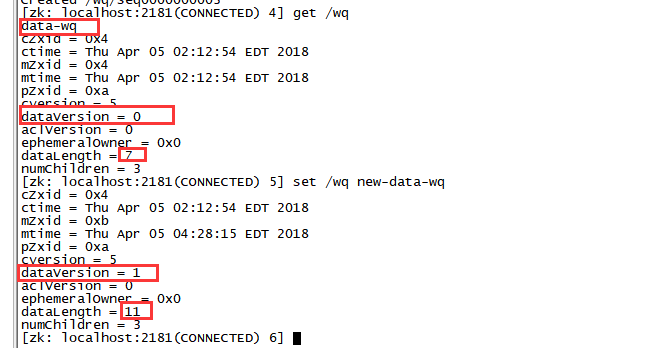 Created /wq/seq0000000003
[zk: localhost:2181(CONNECTED) 4] get /wq
data-wq
cZxid = 0x4
ctime = Thu Apr 05 02:12:54 EDT 2018
mZxid = 0x4
mtime = Thu Apr 05 02:12:54 EDT 2018
pZxid = 0xa
cversion = 5
dataVersion = 0
aclVersion = 0
ephemeralOwner = 0x0
dataLength = 7
numChildren = 3
[zk: localhost:2181(CONNECTED) 5] set /wq new-data-wq
cZxid = 0x4
ctime = Thu Apr 05 02:12:54 EDT 2018
mZxid = 0xb
mtime = Thu Apr 05 04:28:15 EDT 2018
pZxid = 0xa
cversion = 5
dataVersion = 1
aclVersion = 0
ephemeralOwner = 0x0
dataLength = 11
numChildren = 3
[zk: localhost:2181(CONNECTED) 6]